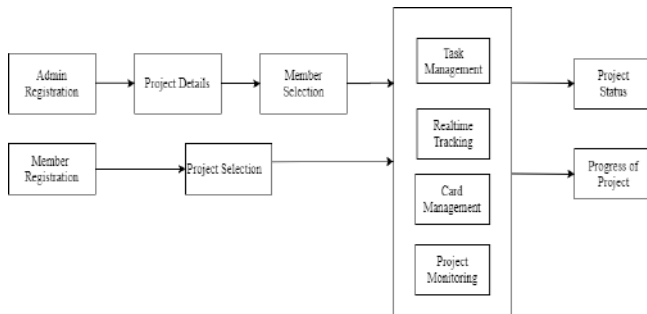 Admin
Registration
Project Details
Member
Selection
Member
Registration
Project Selection
Task
Management
Realtime
Tracking
Card
Management
Project
Monitoring
Project
Status
Progress of
Project